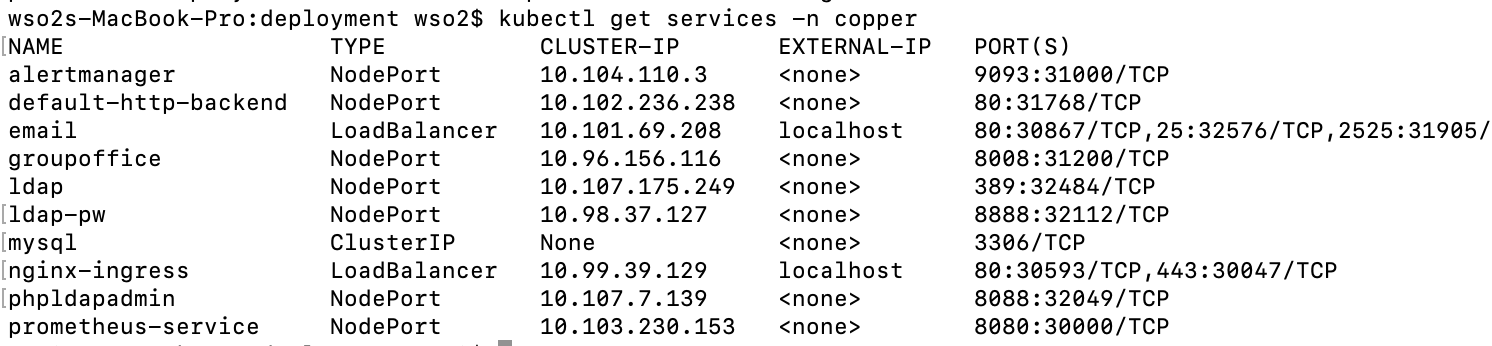 wso2s-MacBook-Pro:deployment wso2$ kubectl get services -n copper
NAME TYPE CLUSTER-IP EXTERNAL-IP PORT(S)
alertmanager NodePort 10.104.110.3 <none> 9093:31000/TCP
default-http-backend NodePort 10.102.236.238 <none> 80:31768/TCP
email LoadBalancer 10.101.69.208 localhost 80:30867/TCP,25:32576/TCP,2525:31905/
groupoffice NodePort 10.96.156.116 <none> 8008:31200/TCP
ldap NodePort 10.107.175.249 <none> 389:32484/TCP
ldap-pw NodePort 10.98.37.127 <none> 8888:32112/TCP
mysql ClusterIP None <none> 3306/TCP
nginx-ingress LoadBalancer 10.99.39.129 localhost 80:30593/TCP,443:30047/TCP
phpldapadmin NodePort 10.107.7.139 <none> 8088:32049/TCP
prometheus-service NodePort 10.103.230.153 <none> 8080:30000/TCP